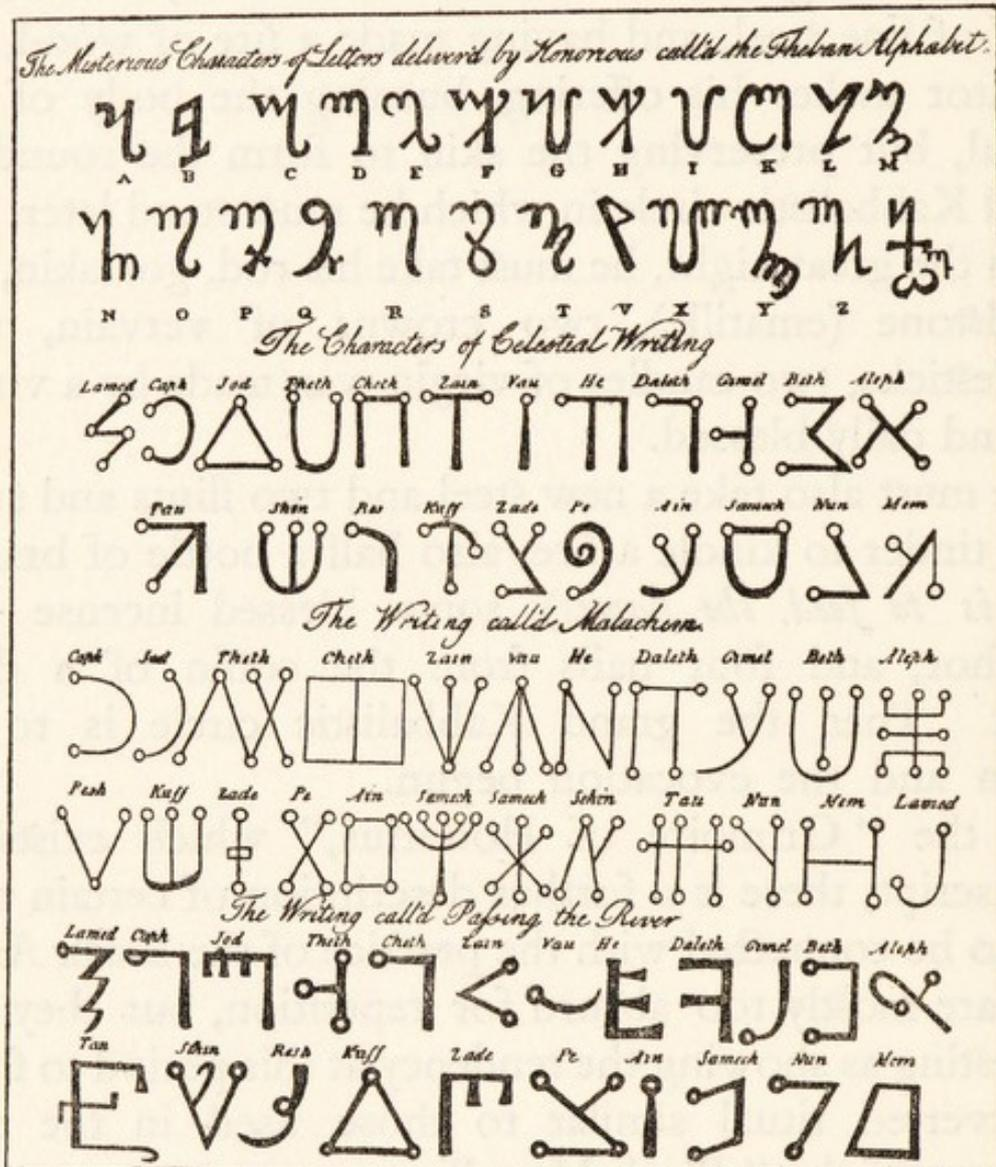 The Misterious Characters of Letters deliver'd by Honorious call'd the Theban Alphabet.
A B C D E F G H I K L M
N O P Q R S T V X Y Z
The Characters of Celestial Writing
Lamed Caph Jod Theth Cheth Zain Vau He Daleth Gimel Beth Aleph
Tau Shin Res Kuff Zade Pe Ain Samech Nun Mem
The Writing call'd Malachem.
Caph Jod Theth Cheth Zain Vau He Daleth Gimel Beth Aleph
Resh Kuff Zade Pe Ain Samech Samech Schin Tau Nun Mem Lamed
The Writing call'd Passing the River
Lamed Caph Jod Theth Cheth Zain Vau He Daleth Gimel Beth Aleph
Tau Schin Resh Kuff Zade Pe Ain Samech Nun Mem